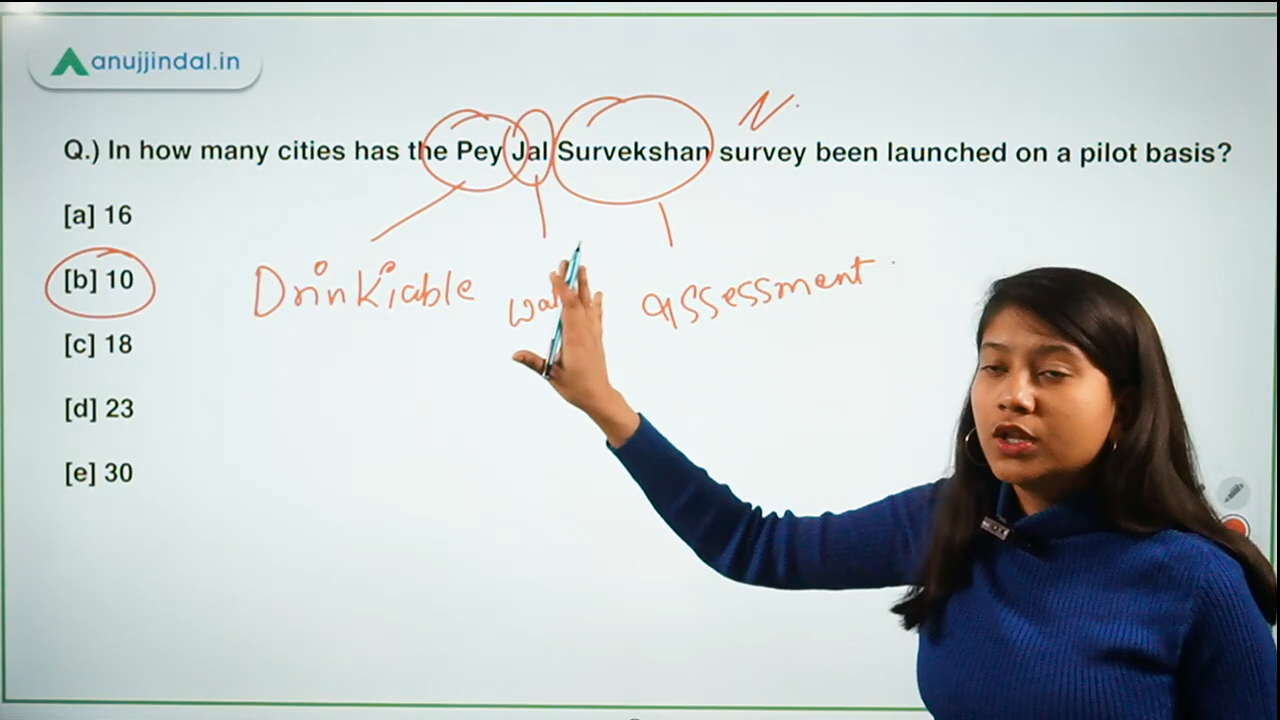 anujjindal.in
Q.) In how many cities has the Pey Jal Survekshan survey been launched on a pilot basis?
[a] 16
[b] 10
[c] 18
[d] 23
[e] 30
Drinkiable assessment